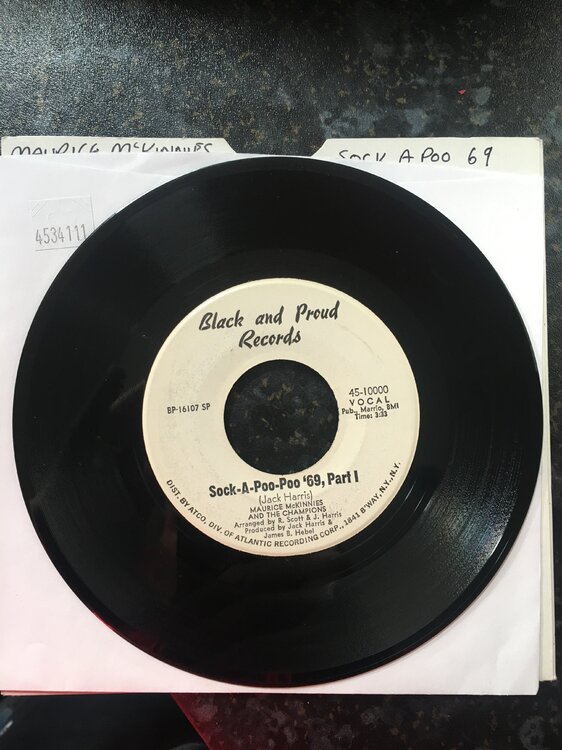 MAURICE McKINNIES
SOCK A POO 69
4534111
Black and Proud
Records
BP-16107 SP
45-10000
VOCAL
Pub., Marrio, BMI
Time: 3:33
Sock-A-Poo-Poo '69, Part I
(Jack Harris)
MAURICE McKINNIES
AND THE CHAMPIONS
Arranged by R. Scott & J. Harris
Produced by Jack Harris &
James B. Hebel
DIST. BY ATCO, DIV. OF ATLANTIC RECORDING CORP., 1841 B'WAY, N.Y., N.Y.